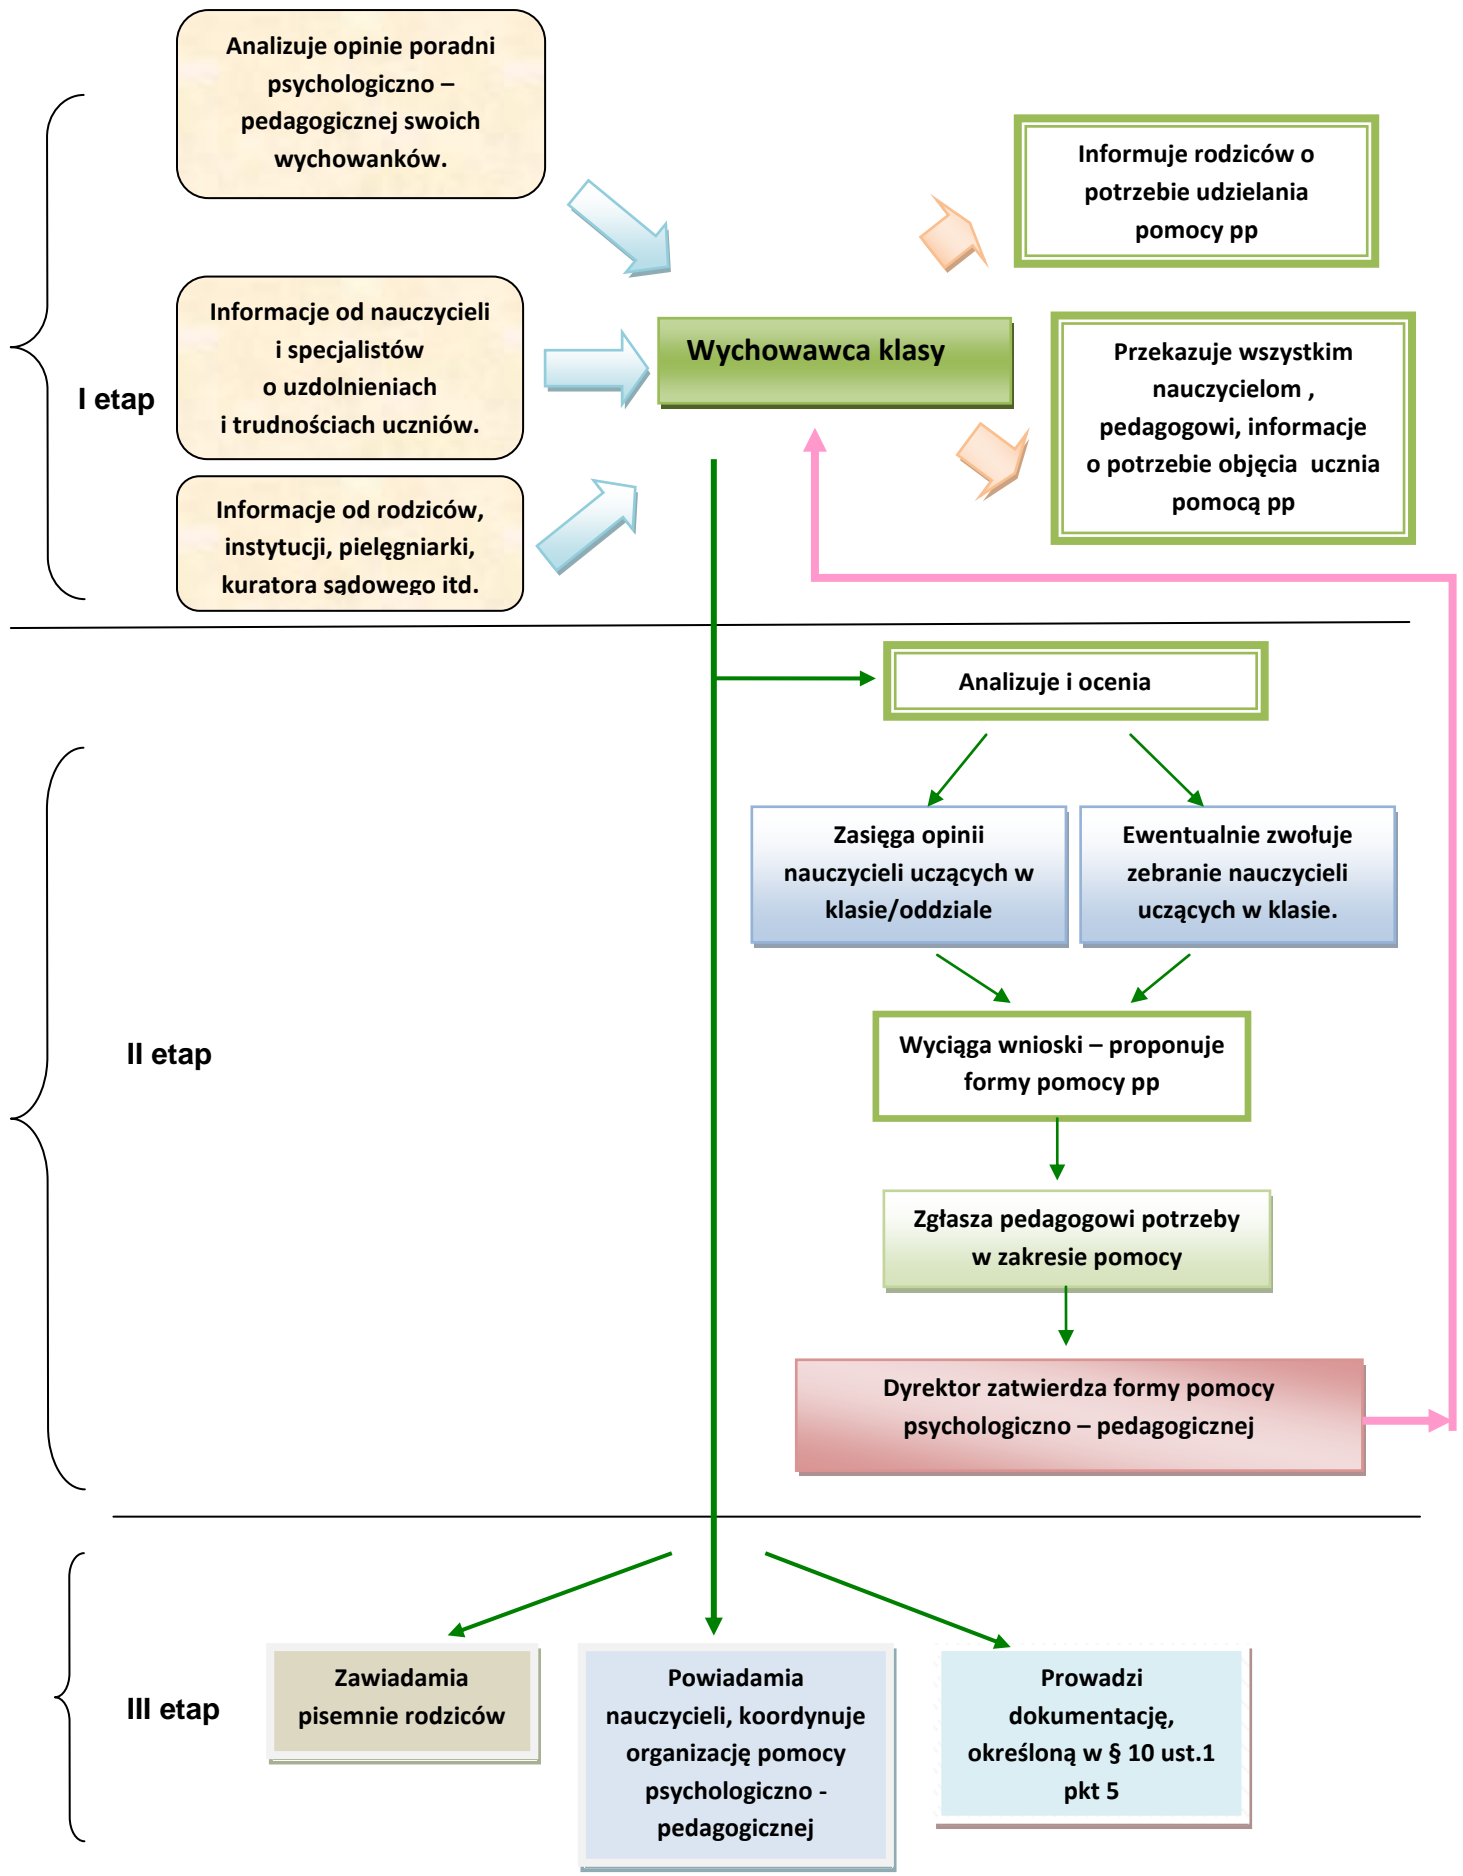 Analizuje opinie poradni
psychologiczno –
pedagogicznej swoich
wychowanków.
Informuje rodziców o
potrzebie udzielania
pomocy pp
Informacje od nauczycieli
i specjalistów
o uzdolnieniach
i trudnościach uczniów.
Wychowawca klasy
Przekazuje wszystkim
nauczycielom ,
pedagogowi, informacje
o potrzebie objęcia ucznia
pomocą pp
I etap
Informacje od rodziców,
instytucji, pielęgniarki,
kuratora sądowego itd.
Analizuje i ocenia
Zasięga opinii
nauczycieli uczących w
klasie/oddziale
Ewentualnie zwołuje
zebranie nauczycieli
uczących w klasie.
II etap
Wyciąga wnioski – proponuje
formy pomocy pp
Zgłasza pedagogowi potrzeby
w zakresie pomocy
Dyrektor zatwierdza formy pomocy
psychologiczno – pedagogicznej
III etap
Zawiadamia
pisemnie rodziców
Powiadamia
nauczycieli, koordynuje
organizację pomocy
psychologiczno -
pedagogicznej
Prowadzi
dokumentację,
określoną w § 10 ust.1
pkt 5